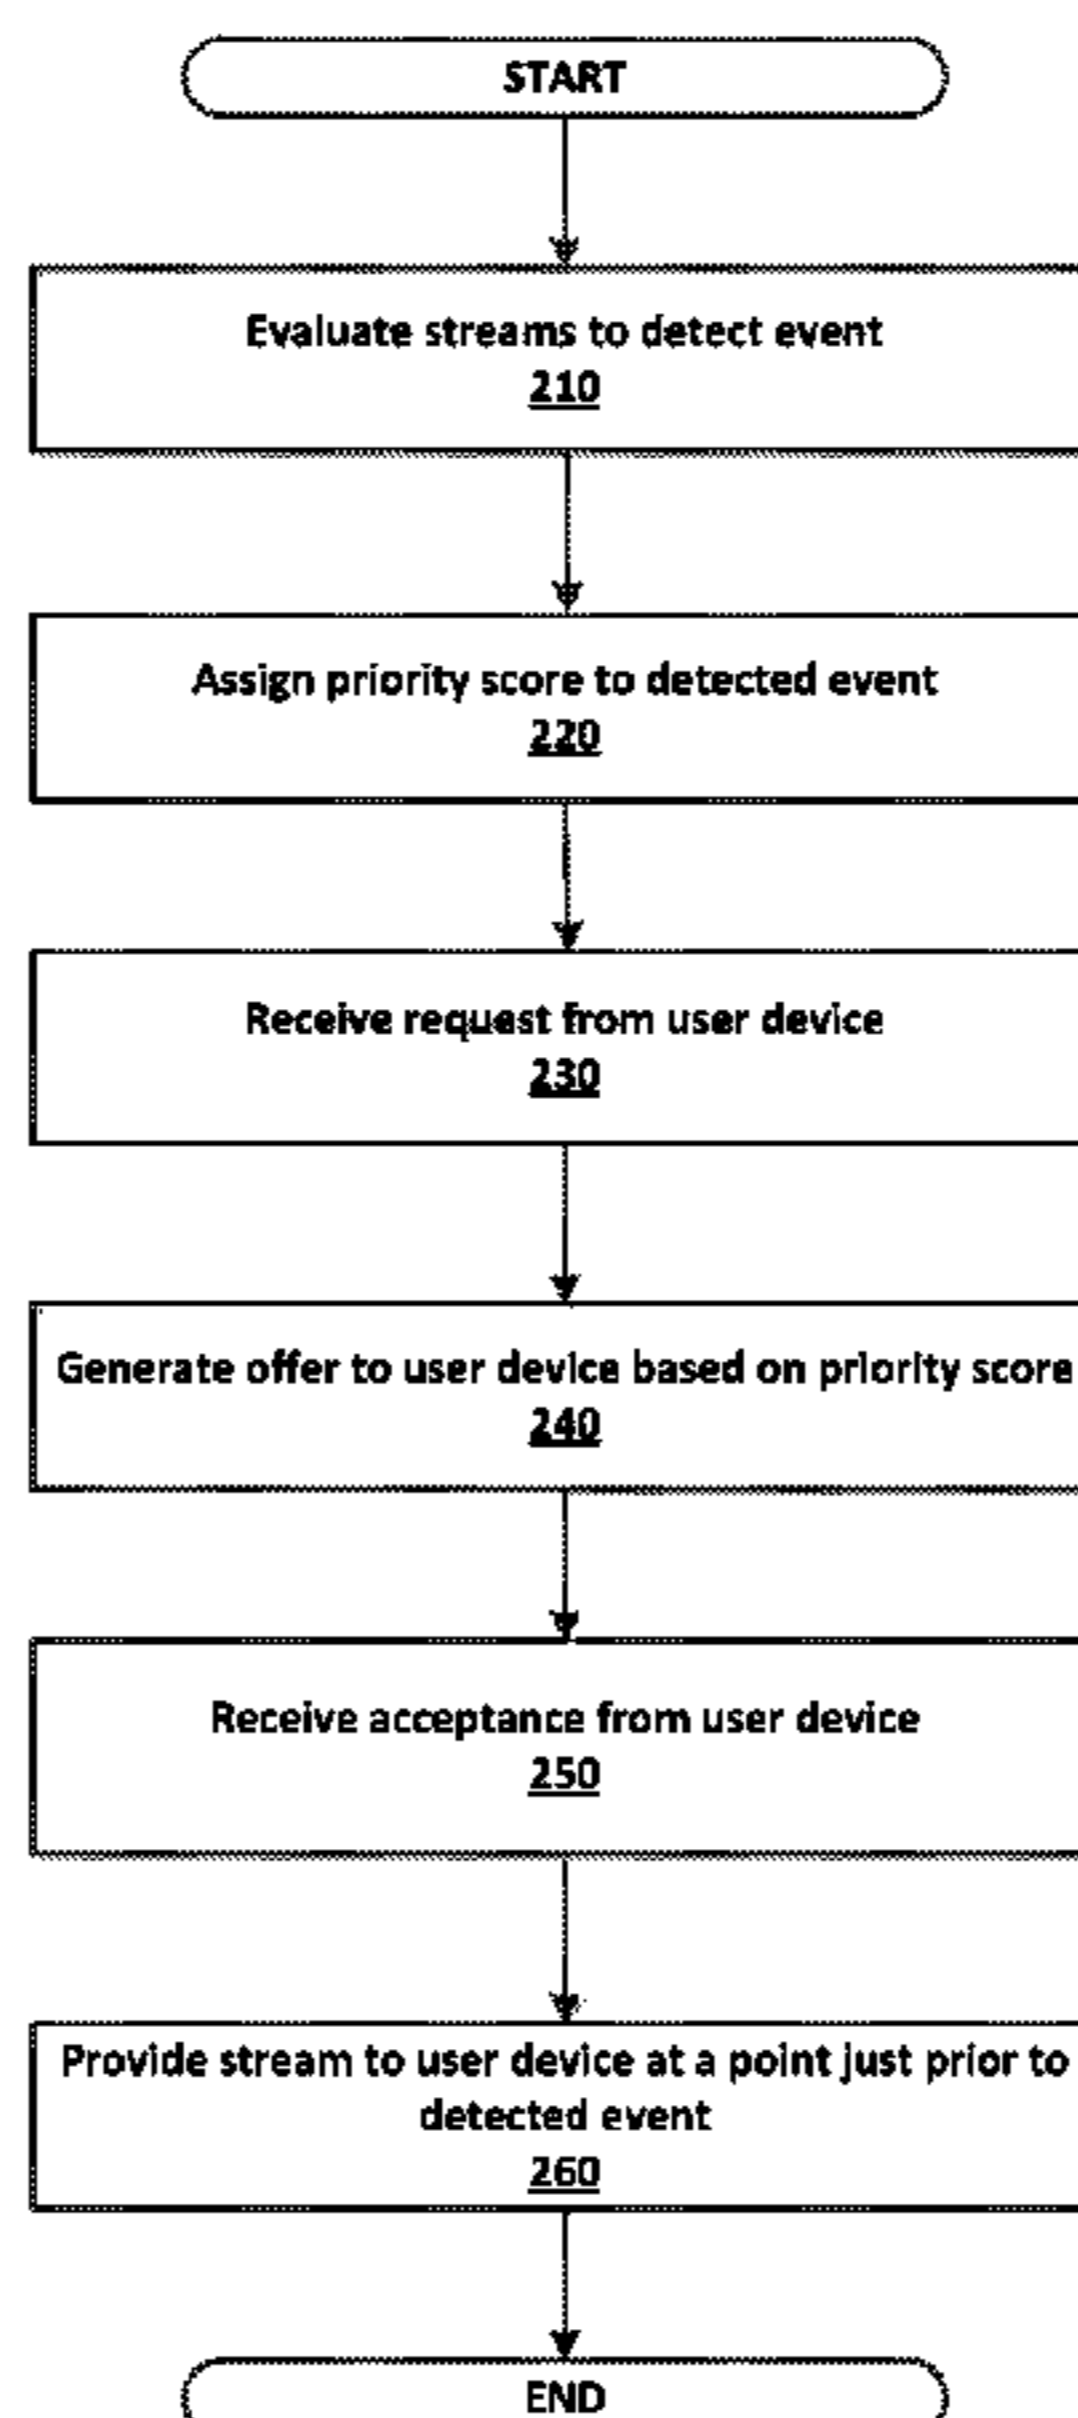 START
Evaluate streams to detect event
210
Assign priority score to detected event
220
Receive request from user device
230
Generate offer to user device based on priority score
240
Receive acceptance from user device
250
Provide stream to user device at a point just prior to
detected event
260
END